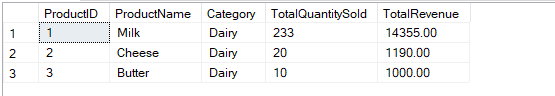 ProductID ProductName Category TotalQuantitySold TotalRevenue
1 1 Milk Dairy 233 14355.00
2 2 Cheese Dairy 20 1190.00
3 3 Butter Dairy 10 1000.00